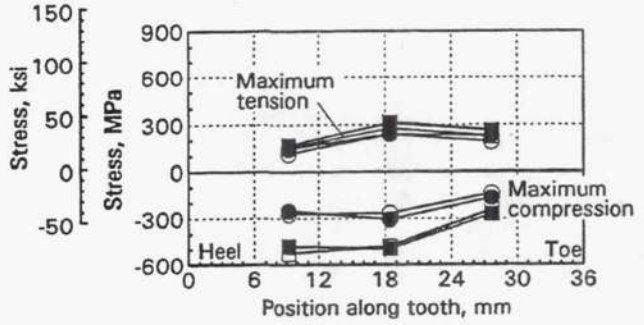 150
100
50
0
-50
Stress, ksi
900
600
300
0
-300
-600
Stress, MPa
Maximum
tension
Maximum
compression
Heel
Toe
0 6 12 18 24 30 36
Position along tooth, mm